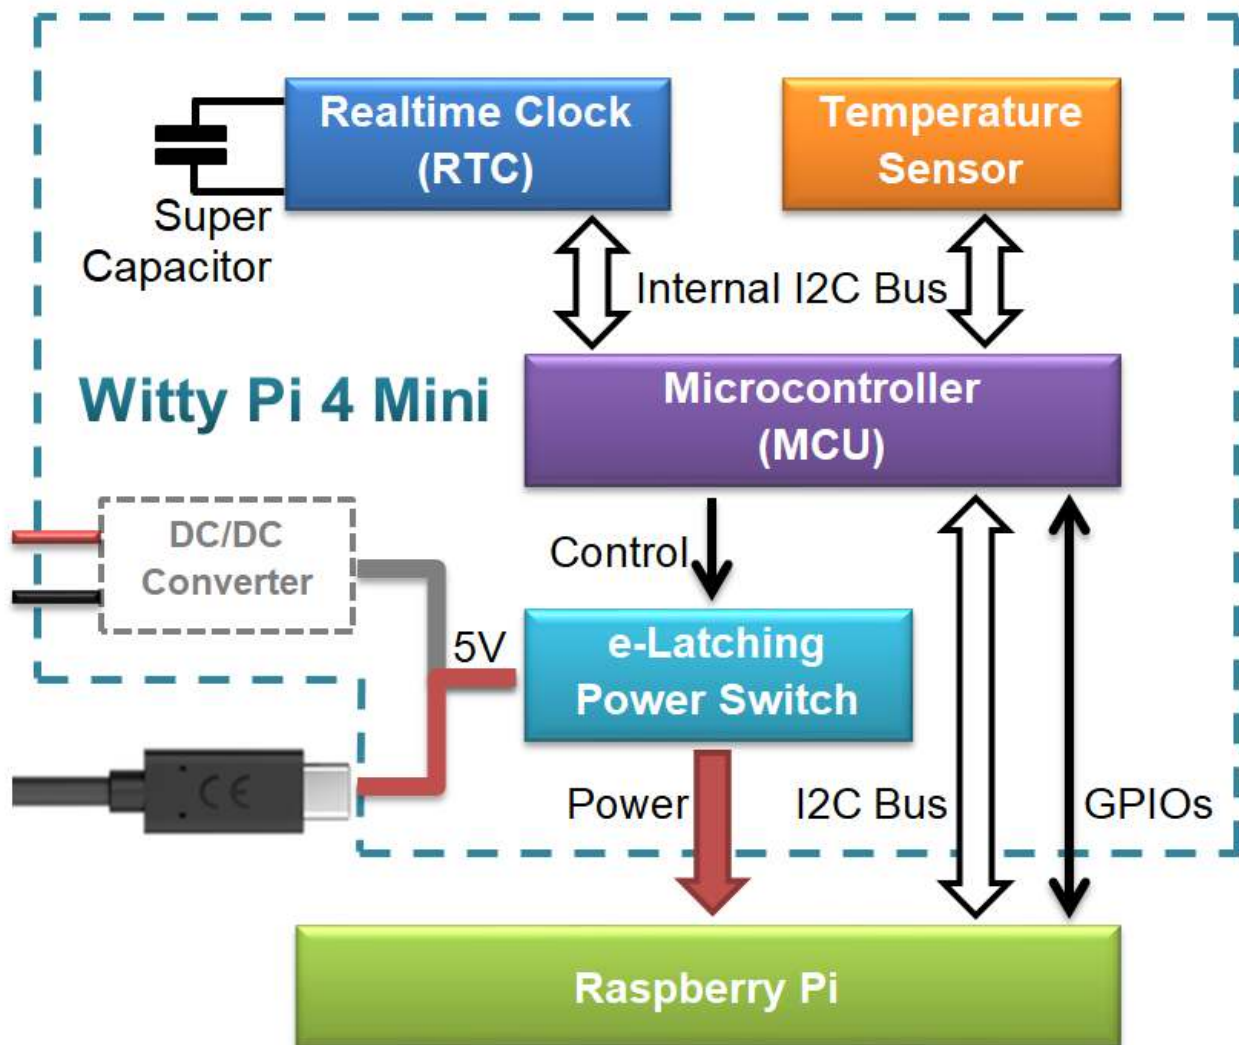 Realtime Clock
(RTC)
Temperature
Sensor
Super
Capacitor
Internal I2C Bus
Witty Pi 4 Mini
Microcontroller
(MCU)
DC/DC
Converter
Control
5V
e-Latching
Power Switch
CE
Power
I2C Bus
GPIOs
Raspberry Pi